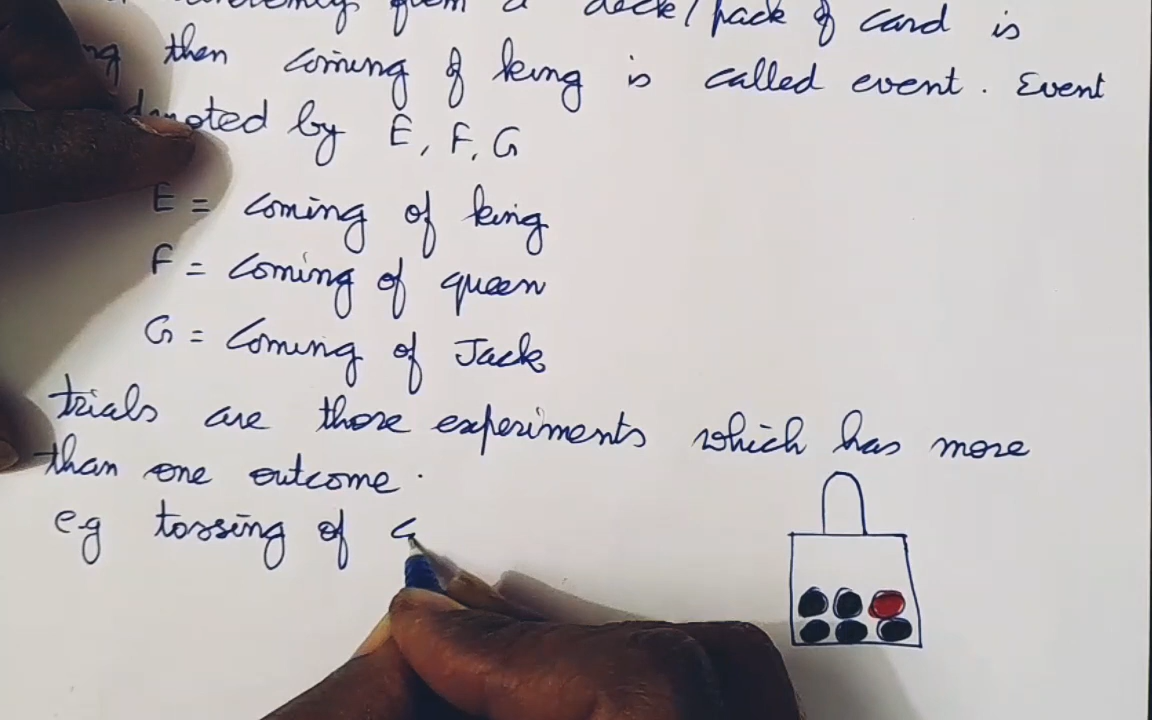 a deck/pack of card is
then coming of king is called event. Event
by E, F, G
E = coming of king
F = coming of queen
G = coming of Jack
trials are those experiments which has more
than one outcome.
e.g tossing of